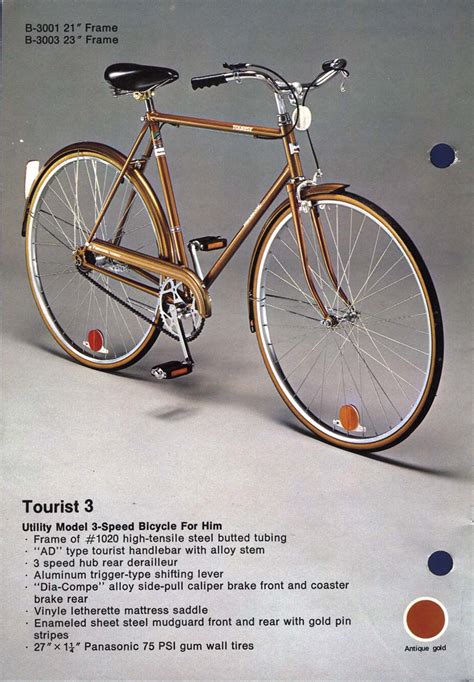 B-3001 21" Frame
B-3003 23" Frame
TOURIST
Tourist 3
Utility Model 3-Speed Bicycle For Him
· Frame of #1020 high-tensile steel butted tubing
· "AD" type tourist handlebar with alloy stem
· 3 speed hub rear derailleur
· Aluminum trigger-type shifting lever
· "Dia-Compe" alloy side-pull caliper brake front and coaster
brake rear
· Vinyle letherette mattress saddle
· Enameled sheet steel mudguard front and rear with gold pin
stripes
· 27" × 1¼" Panasonic 75 PSI gum wall tires
Antique gold